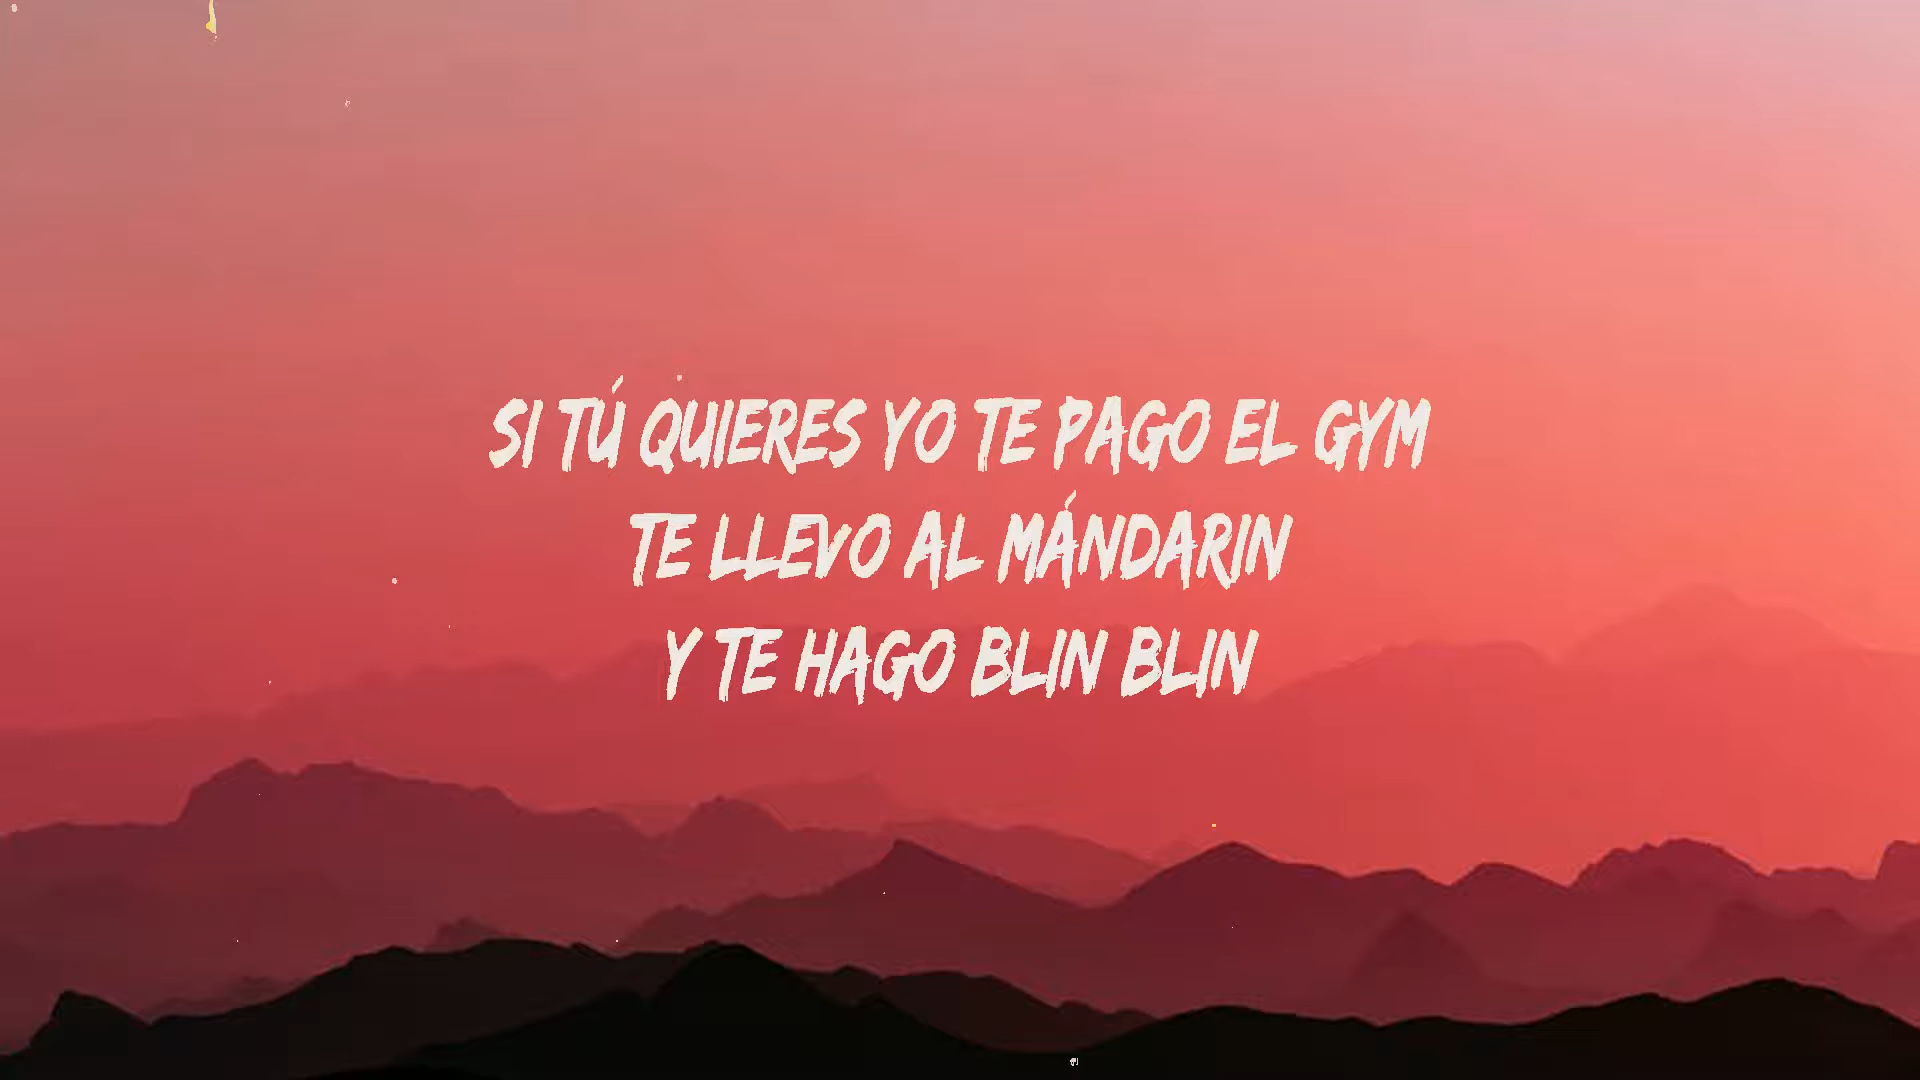 SI TÚ QUIERES YO TE PAGO EL GYM
TE LLEVO AL MÁNDARIN
Y TE HAGO BLIN BLIN